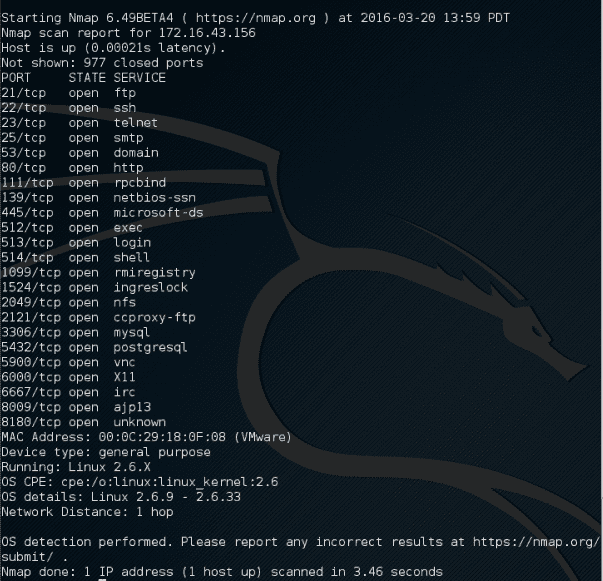 Starting Nmap 6.49BETA4 ( https://nmap.org ) at 2016-03-20 13:59 PDT
Nmap scan report for 172.16.43.156
Host is up (0.00021s latency).
Not shown: 977 closed ports
PORT     STATE SERVICE
21/tcp   open  ftp
22/tcp   open  ssh
23/tcp   open  telnet
25/tcp   open  smtp
53/tcp   open  domain
80/tcp   open  http
111/tcp  open  rpcbind
139/tcp  open  netbios-ssn
445/tcp  open  microsoft-ds
512/tcp  open  exec
513/tcp  open  login
514/tcp  open  shell
1099/tcp open  rmiregistry
1524/tcp open  ingreslock
2049/tcp open  nfs
2121/tcp open  ccproxy-ftp
3306/tcp open  mysql
5432/tcp open  postgresql
5900/tcp open  vnc
6000/tcp open  X11
6667/tcp open  irc
8009/tcp open  ajp13
8180/tcp open  unknown
MAC Address: 00:0C:29:18:0F:08 (VMware)
Device type: general purpose
Running: Linux 2.6.X
OS CPE: cpe:/o:linux:linux_kernel:2.6
OS details: Linux 2.6.9 - 2.6.33
Network Distance: 1 hop

OS detection performed. Please report any incorrect results at https://nmap.org/
submit/ .
Nmap done: 1 IP address (1 host up) scanned in 3.46 seconds